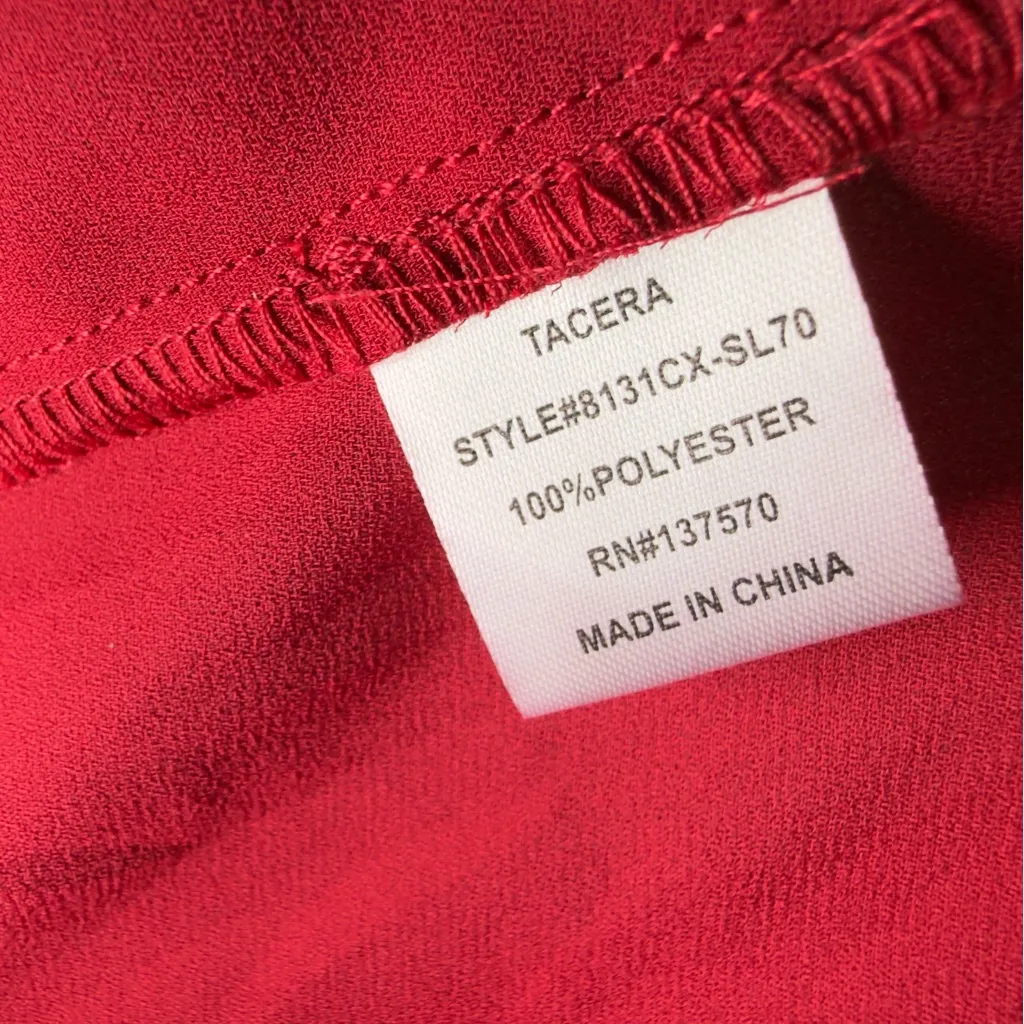 TACERA
STYLE#8131CX-SL70
100%POLYESTER
RN#137570
MADE IN CHINA